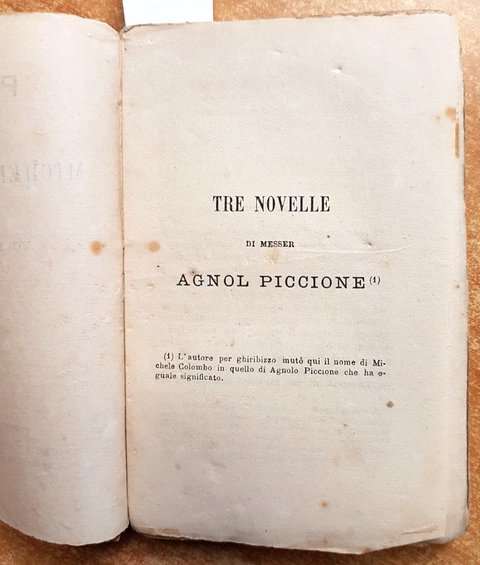 TRE NOVELLE
DI MESSER
AGNOL PICCIONE (1)
(1) L'autore per ghiribizzo mutò qui il nome di Mi-
chele Colombo in quello di Agnolo Piccione che ha e-
guale significato.